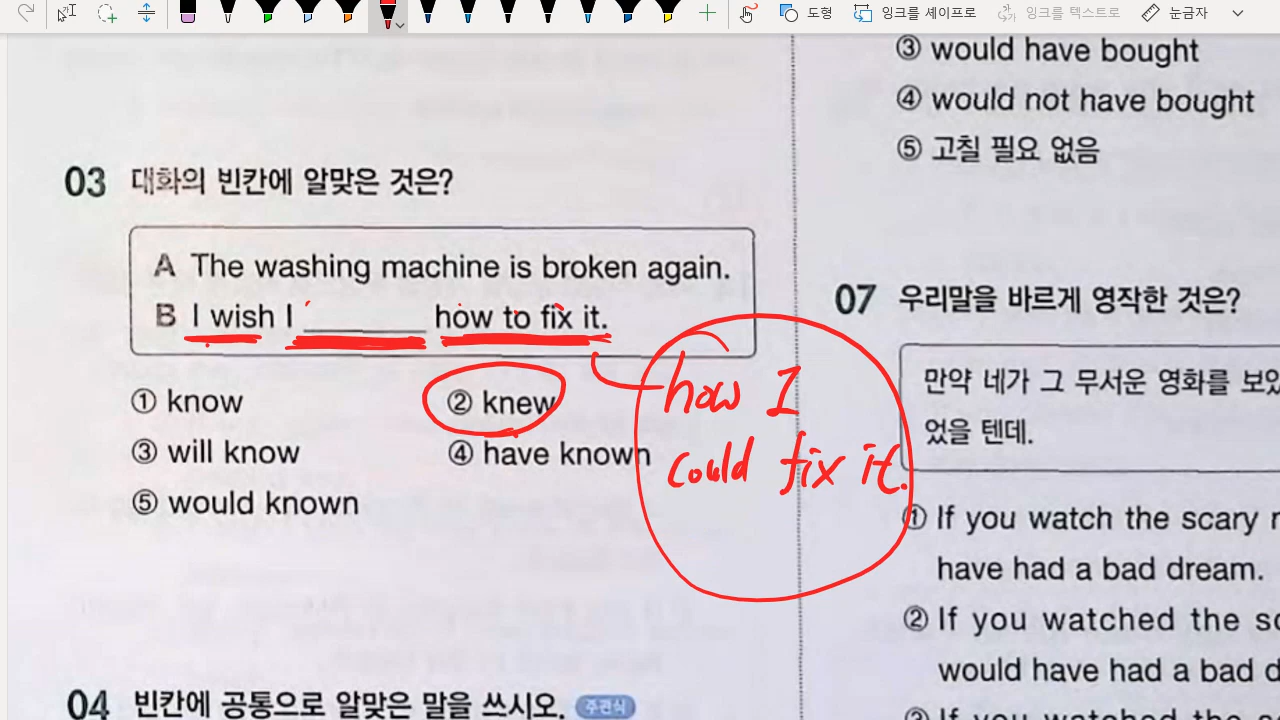 도형
잉크를 셰이프로
잉크를 텍스트로
눈금자
03 대화의 빈칸에 알맞은 것은?
A The washing machine is broken again.
B I wish I ________ how to fix it.
① know ② knew
③ will know ④ have known
⑤ would known
how I
could fix it.
04 빈칸에 공통으로 알맞은 말을 쓰시오. 주관식
③ would have bought
④ would not have bought
⑤ 고칠 필요 없음
07 우리말을 바르게 영작한 것은?
만약 네가 그 무서운 영화를 보았
었을 텐데.
① If you watch the scary
have had a bad dream.
② If you watched the
would have had a bad
③ If you watched the